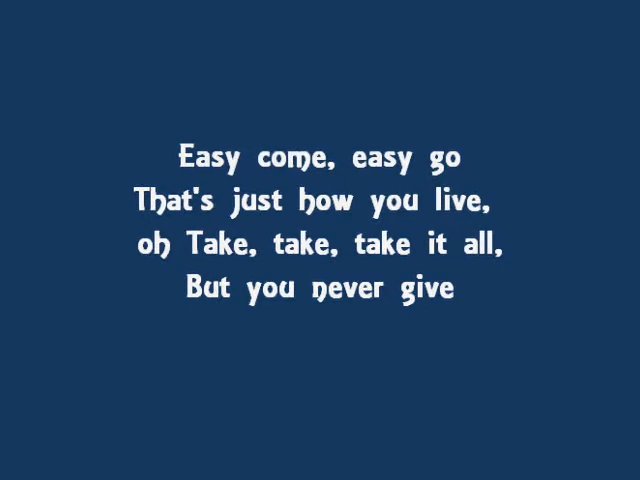 Easy come, easy go
That's just how you live,
oh Take, take, take it all,
But you never give